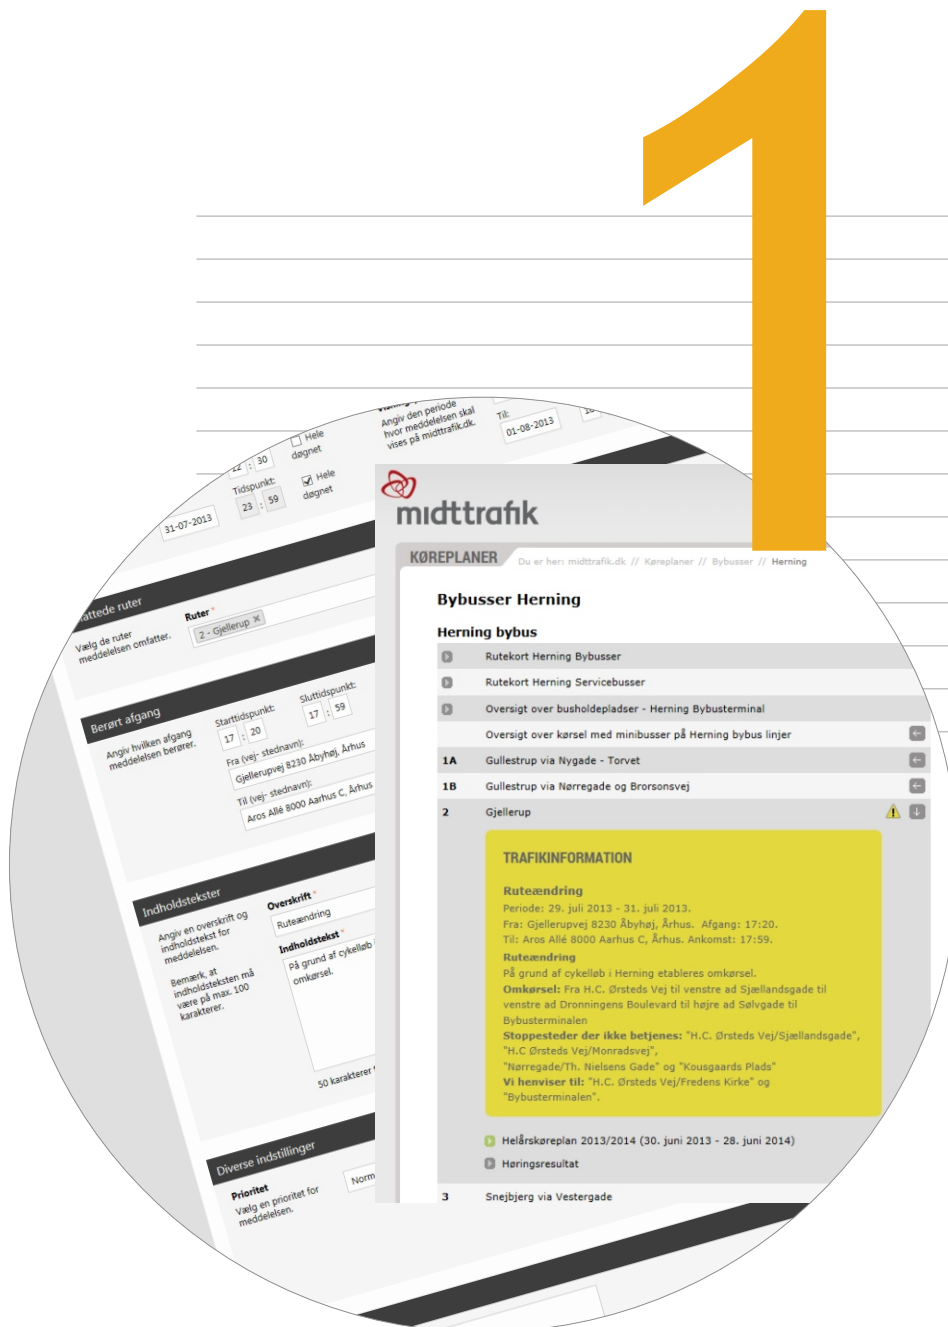 1
Angiv den periode
hvor meddelelsen skal
vises på midttrafik.dk.
Til:
01-08-2013
30
Hele
døgnet
Tidspunkt:
31-07-2013
23 : 59
Hele
døgnet
ruter
Vælg de ruter
meddelelsen omfatter.
Ruter *
2 - Gjellerup ×
Berørt afgang
Angiv hvilken afgang
meddelelsen berører.
Starttidspunkt:
17 : 20
Sluttidspunkt:
17 : 59
Fra (vej- stednavn):
Gjellerupvej 8230 Åbyhøj, Århus
Til (vej- stednavn):
Aros Allé 8000 Aarhus C, Århus
Indholdstekster
Angiv en overskrift og
indholdstekst for
meddelelsen.
Bemærk, at
indholdsteksten må
være på max. 100
karakterer.
Overskrift *
Ruteændring
Indholdstekst *
På grund af cykelløb
omkørsel.
50 karakterer
Diverse indstillinger
Prioritet
Vælg en prioritet for
meddelelsen.
Norm
midttrafik
KØREPLANER
Du er her: midttrafik.dk // Køreplaner // Bybusser // Herning
Bybusser Herning
Herning bybus
Rutekort Herning Bybusser
Rutekort Herning Servicebusser
Oversigt over busholdepladser - Herning Bybusterminal
Oversigt over kørsel med minibusser på Herning bybus linjer
1A Gullestrup via Nygade - Torvet
1B Gullestrup via Nørregade og Brorsonsvej
2 Gjellerup
TRAFIKINFORMATION
Ruteændring
Periode: 29. juli 2013 - 31. juli 2013.
Fra: Gjellerupvej 8230 Åbyhøj, Århus. Afgang: 17:20.
Til: Aros Allé 8000 Aarhus C, Århus. Ankomst: 17:59.
Ruteændring
På grund af cykelløb i Herning etableres omkørsel.
Omkørsel: Fra H.C. Ørsteds Vej til venstre ad Sjællandsgade til
venstre ad Dronningens Boulevard til højre ad Sølvgade til
Bybusterminalen
Stoppesteder der ikke betjenes: "H.C. Ørsteds Vej/Sjællandsgade",
"H.C Ørsteds Vej/Monradsvej",
"Nørregade/Th. Nielsens Gade" og "Kousgaards Plads"
Vi henviser til: "H.C. Ørsteds Vej/Fredens Kirke" og
"Bybusterminalen".
Helårskøreplan 2013/2014 (30. juni 2013 - 28. juni 2014)
Høringsresultat
3 Snejbjerg via Vestergade